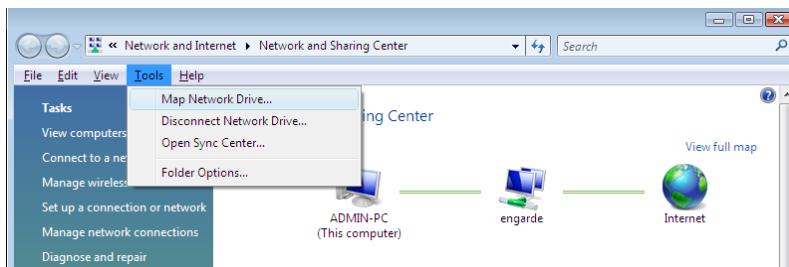 « Network and Internet ▸ Network and Sharing Center
Search
File Edit View Tools Help
Map Network Drive...
Disconnect Network Drive...
Open Sync Center...
Folder Options...
Tasks
View computers
Connect to a ne
Manage wireless
Set up a connection or network
Manage network connections
Diagnose and repair
ing Center
View full map
ADMIN-PC
(This computer)
engarde
Internet